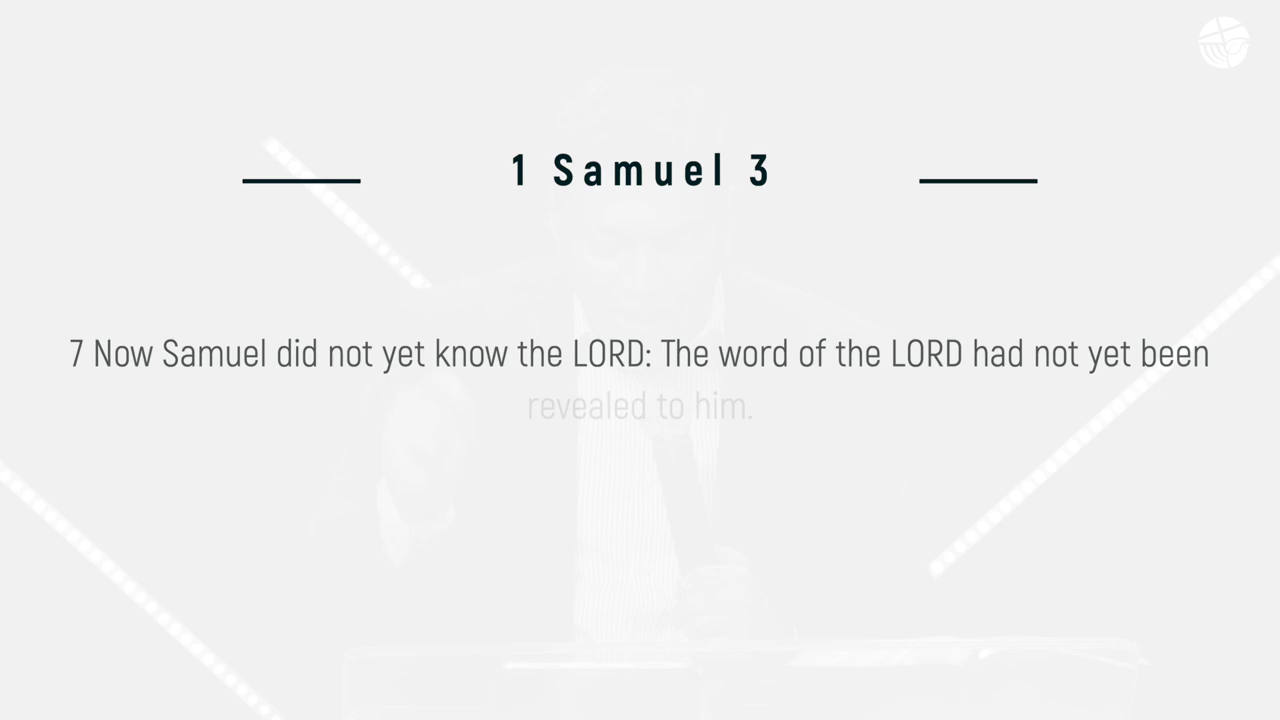 1 Samuel 3
7 Now Samuel did not yet know the LORD: The word of the LORD had not yet been
revealed to him.